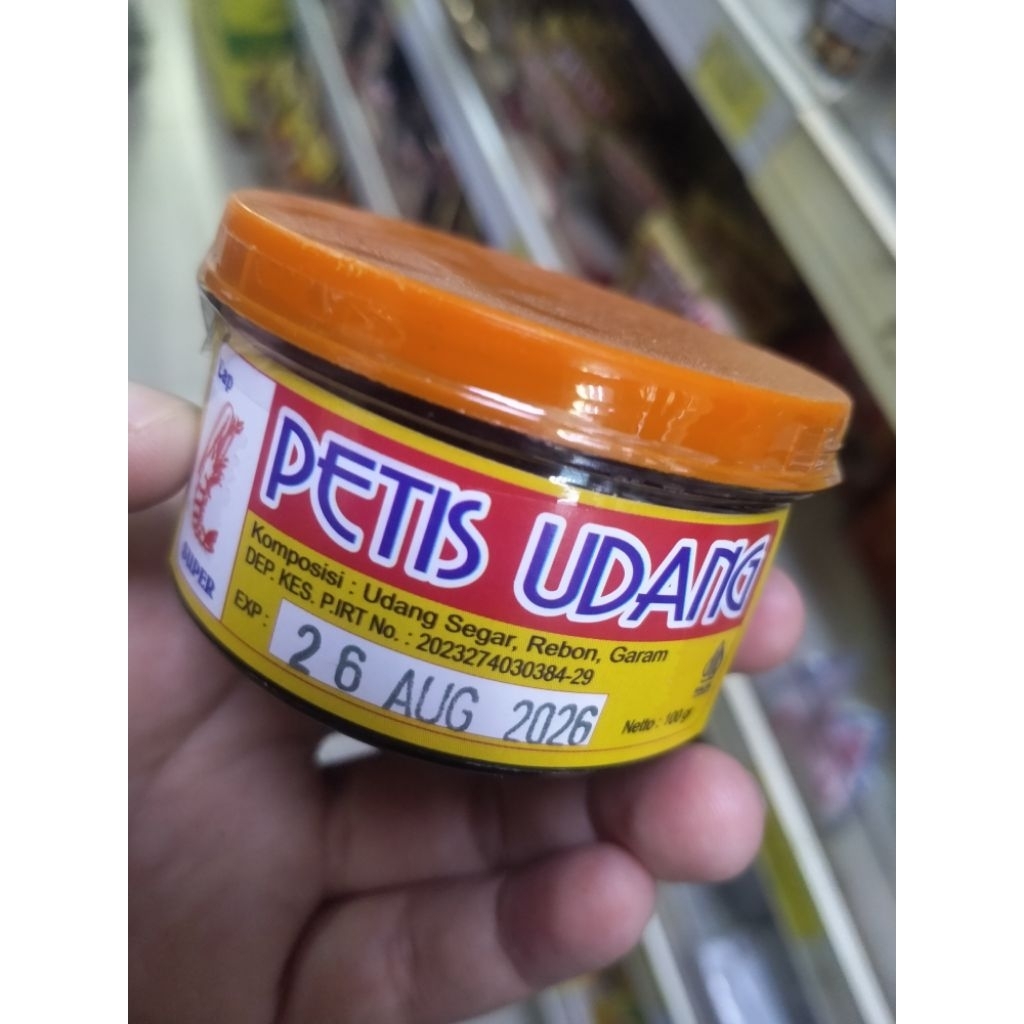 Cap
SUPER
PETIS UDANG
Komposisi : Udang Segar, Rebon, Garam
DEP. KES. P.IRT No. : 2023274030384-29
EXP :
26 AUG 2026
Netto : 100 gr